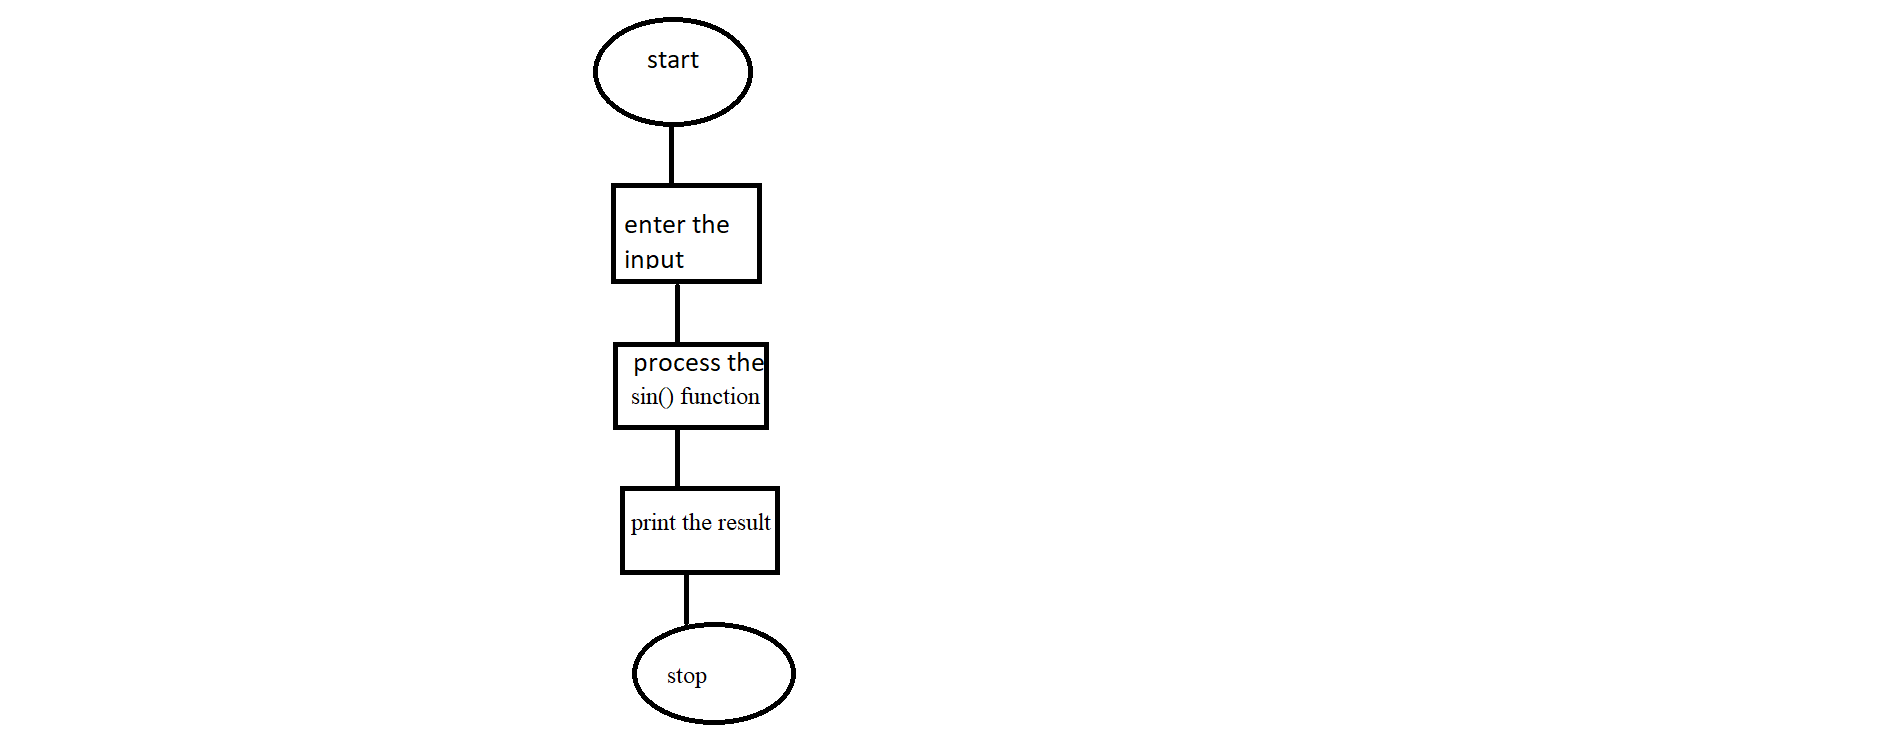 start
enter the
input
process the
sin() function
print the result
stop